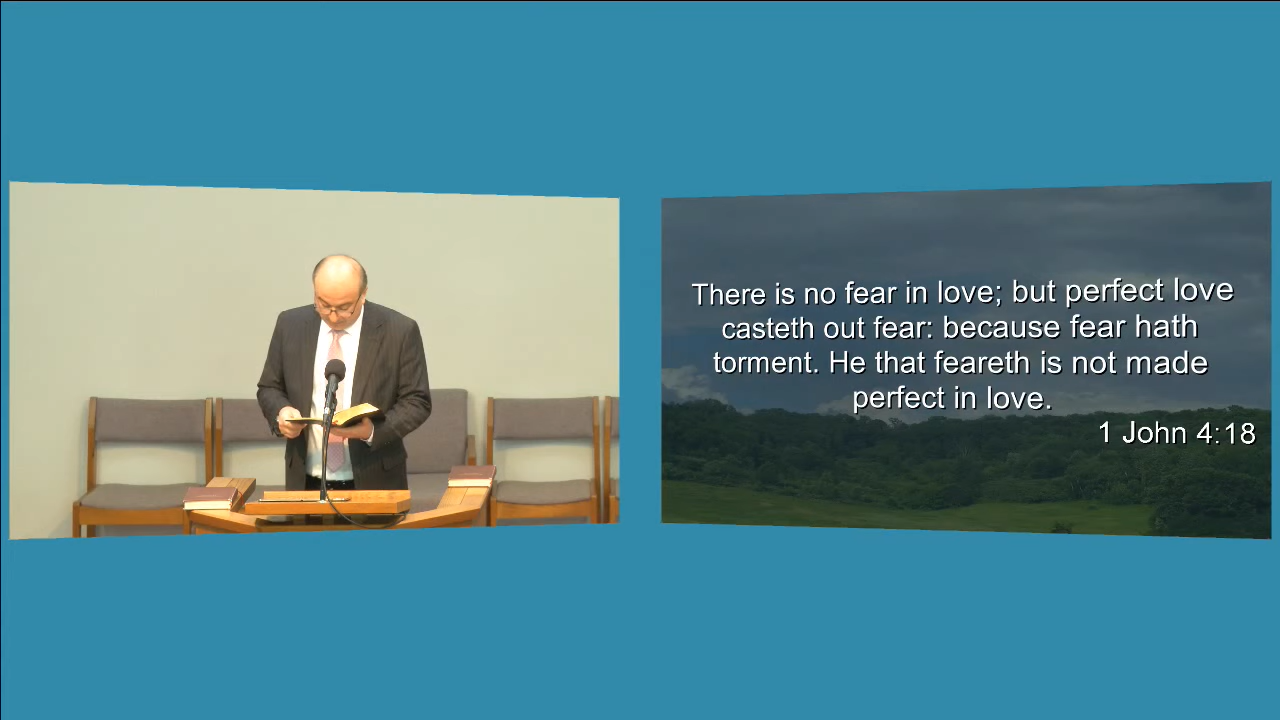 There is no fear in love; but perfect love
casteth out fear: because fear hath
torment. He that feareth is not made
perfect in love.
1 John 4:18